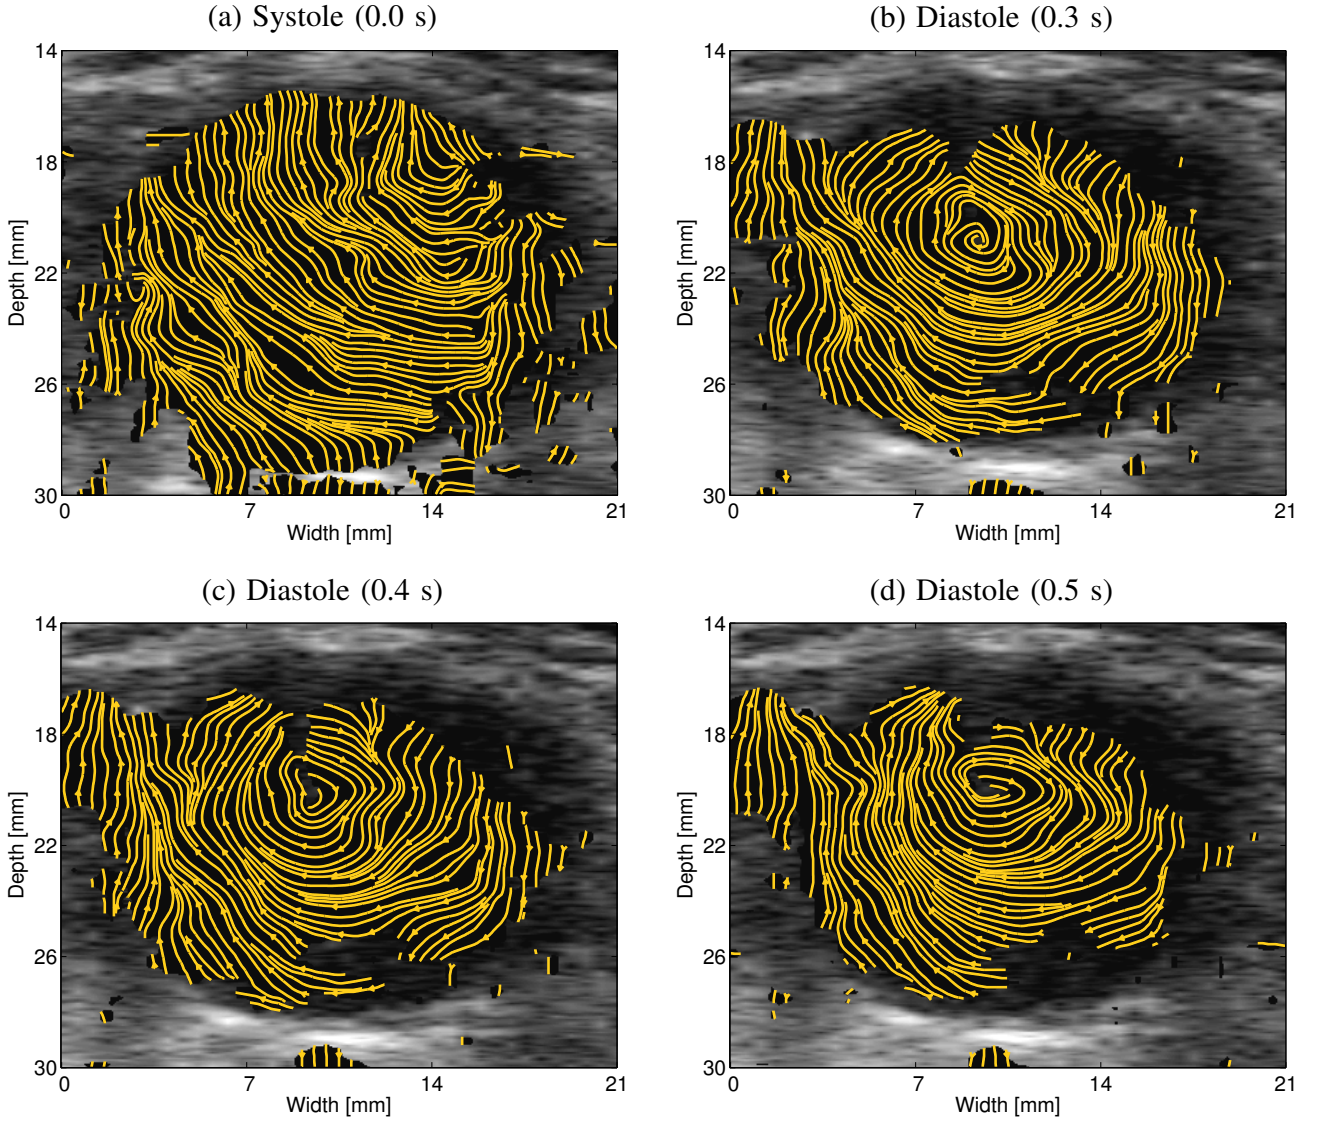 (a) Systole (0.0 s)
14
18
22
26
30
Depth [mm]
0 7 14 21
Width [mm]
(b) Diastole (0.3 s)
14
18
22
26
30
Depth [mm]
0 7 14 21
Width [mm]
(c) Diastole (0.4 s)
14
18
22
26
30
Depth [mm]
0 7 14 21
Width [mm]
(d) Diastole (0.5 s)
14
18
22
26
30
Depth [mm]
0 7 14 21
Width [mm]